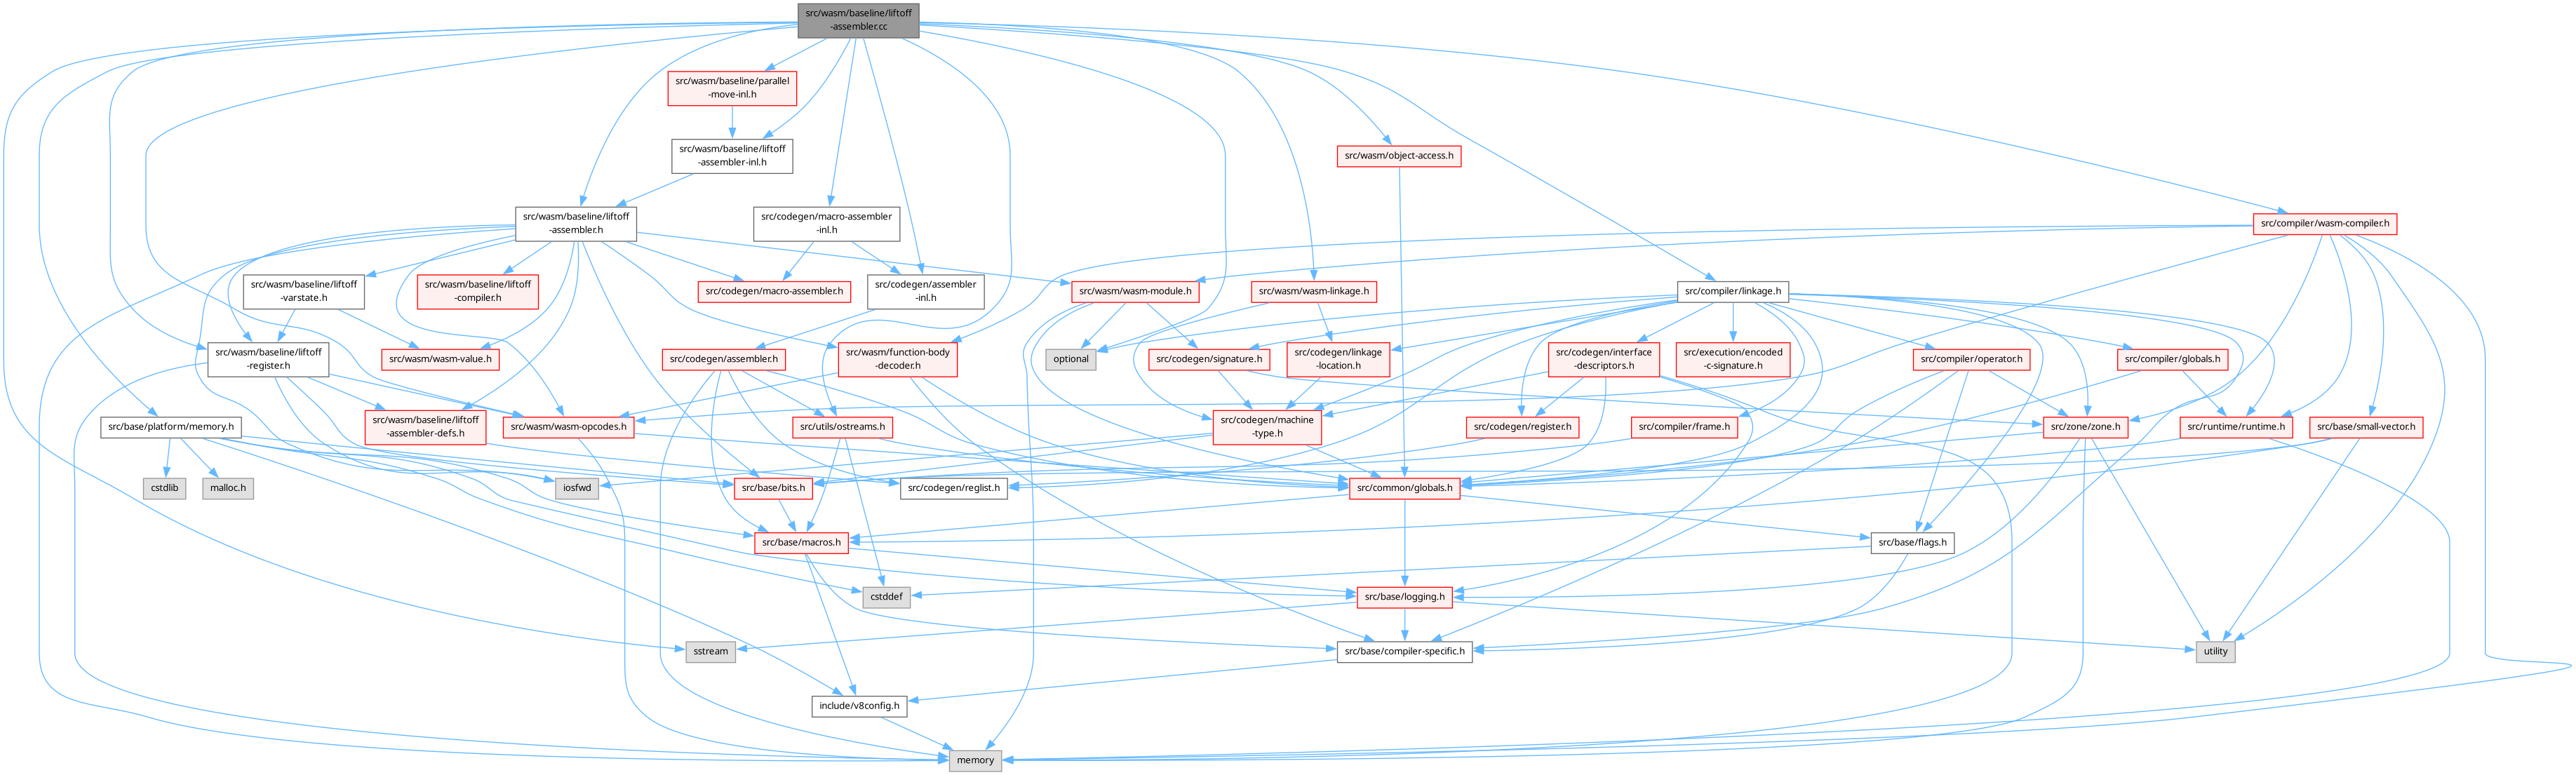 src/wasm/baseline/liftoff
-assembler.cc
src/wasm/baseline/parallel
-move-inl.h
src/wasm/baseline/liftoff
-assembler-inl.h
src/wasm/object-access.h
src/wasm/baseline/liftoff
-assembler.h
src/codegen/macro-assembler
-inl.h
src/compiler/wasm-compiler.h
src/wasm/baseline/liftoff
-varstate.h
src/wasm/baseline/liftoff
-compiler.h
src/codegen/macro-assembler.h
src/codegen/assembler
-inl.h
src/wasm/wasm-module.h
src/wasm/wasm-linkage.h
src/compiler/linkage.h
src/wasm/baseline/liftoff
-register.h
src/wasm/wasm-value.h
src/codegen/assembler.h
src/wasm/function-body
-decoder.h
optional
src/codegen/signature.h
src/codegen/linkage
-location.h
src/codegen/interface
-descriptors.h
src/execution/encoded
-c-signature.h
src/compiler/operator.h
src/compiler/globals.h
src/base/platform/memory.h
src/wasm/baseline/liftoff
-assembler-defs.h
src/wasm/wasm-opcodes.h
src/utils/ostreams.h
src/codegen/machine
-type.h
src/codegen/register.h
src/compiler/frame.h
src/zone/zone.h
src/runtime/runtime.h
src/base/small-vector.h
cstdlib
malloc.h
iosfwd
src/base/bits.h
src/codegen/reglist.h
src/common/globals.h
src/base/macros.h
src/base/flags.h
cstddef
src/base/logging.h
sstream
src/base/compiler-specific.h
utility
include/v8config.h
memory